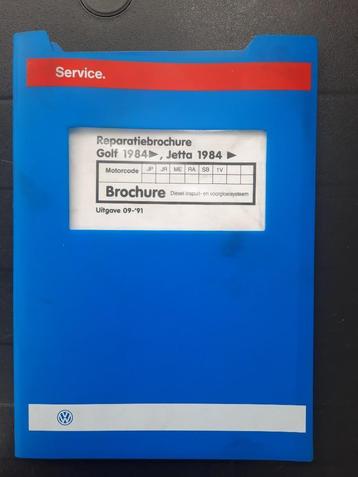 Service.
Reparatiebrochure
Golf 1984 ▶, Jetta 1984 ▶
Motorcode JP JR ME RA SB 1V
Brochure Diesel-inspuit- en voorgloeisysteem
Uitgave 09-'91